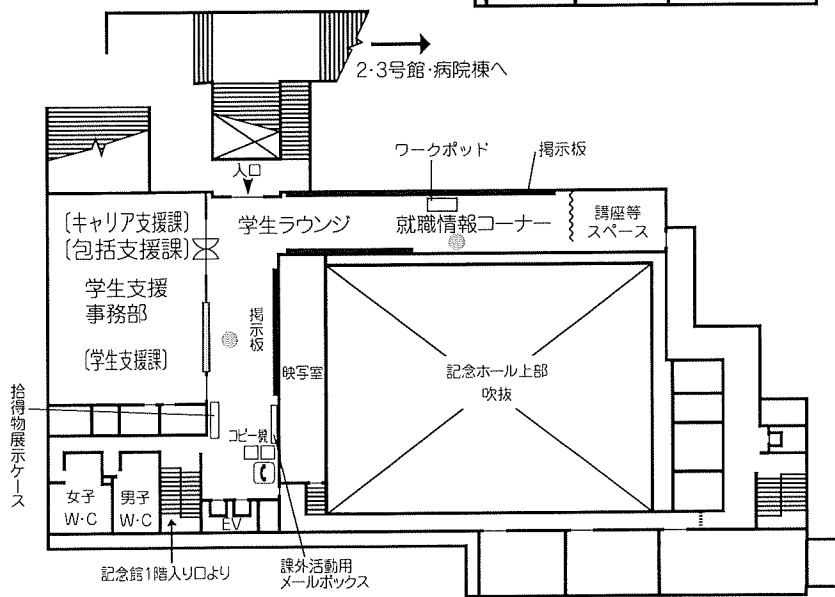 2・3号館・病院棟へ
ワークポッド
掲示板
入口
〔キャリア支援課〕
〔包括支援課〕
学生ラウンジ
就職情報コーナー
講座等
スペース
学生支援
事務部
〔学生支援課〕
掲示板
映写室
記念ホール上部
吹抜
拾得物展示ケース
コピー機
女子
W・C
男子
W・C
EV
記念館1階入り口より
課外活動用
メールボックス